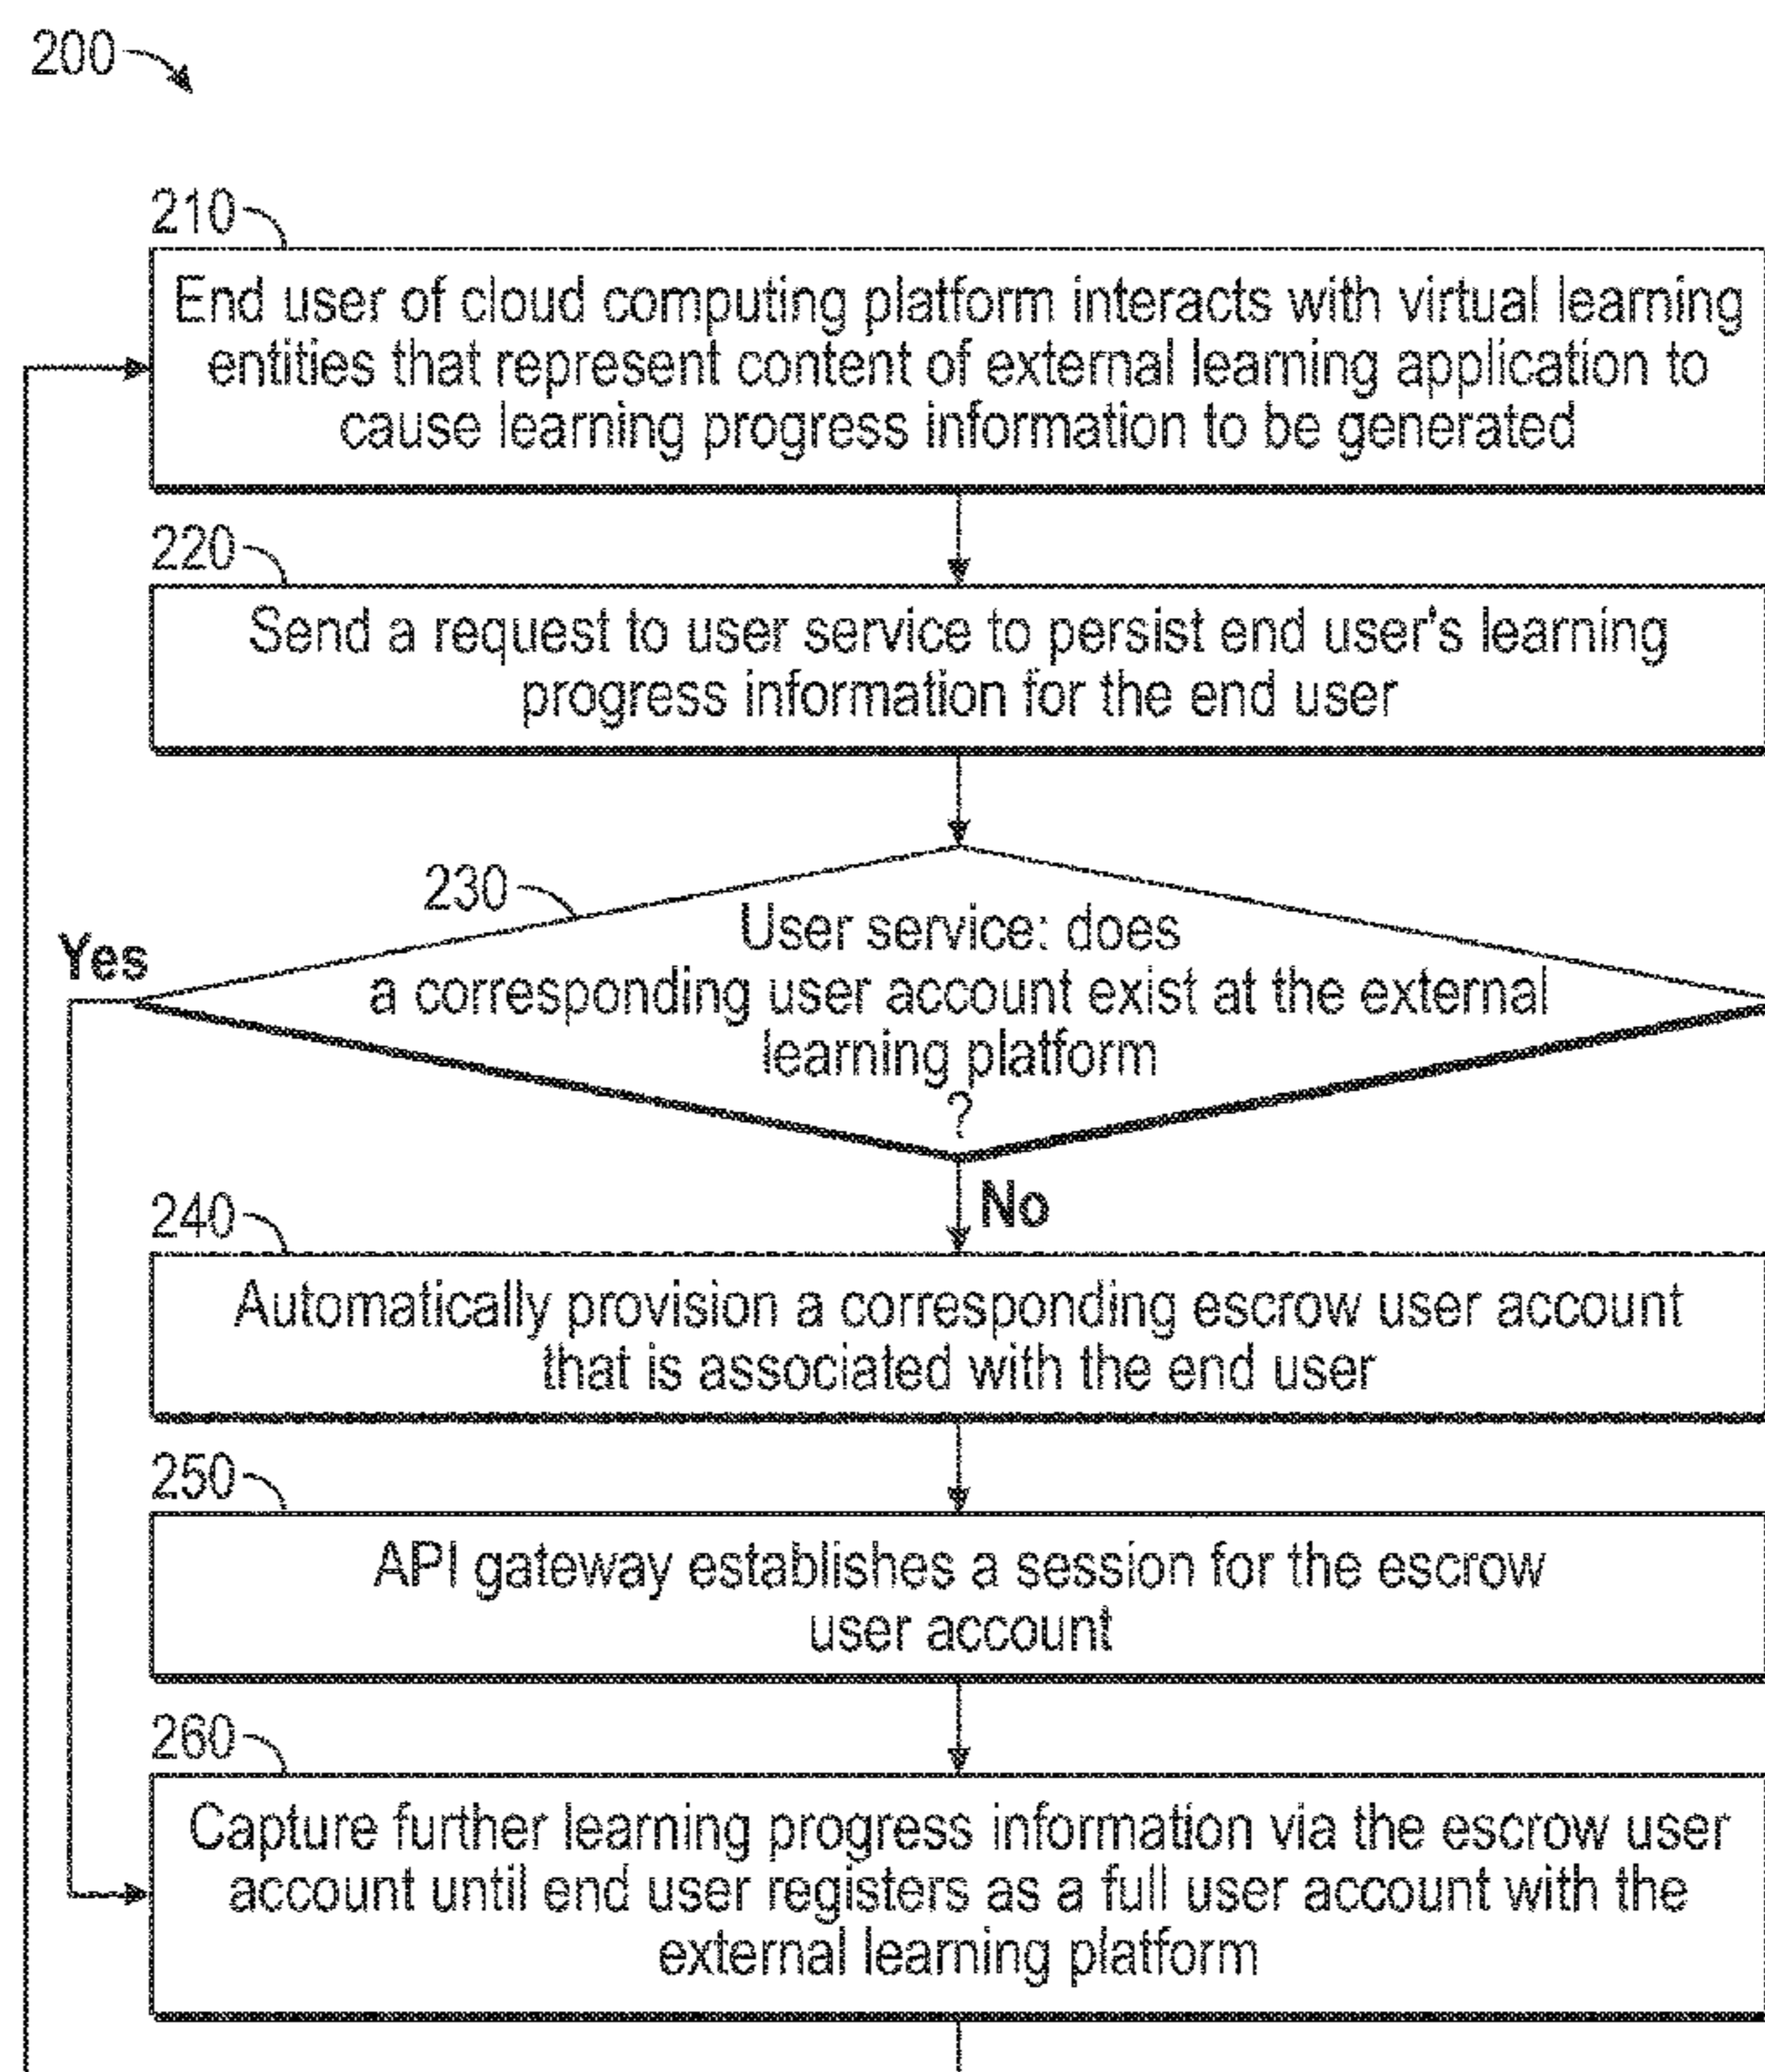 200
210
End user of cloud computing platform interacts with virtual learning
entities that represent content of external learning application to
cause learning progress information to be generated
220
Send a request to user service to persist end user's learning
progress information for the end user
230
User service: does
Yes
a corresponding user account exist at the external
learning platform
?
No
240
Automatically provision a corresponding escrow user account
that is associated with the end user
250
API gateway establishes a session for the escrow
user account
260
Capture further learning progress information via the escrow user
account until end user registers as a full user account with the
external learning platform